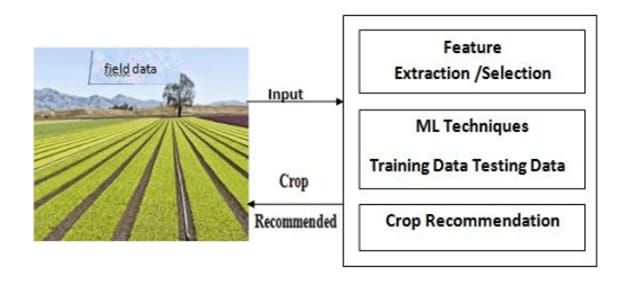 field data
Input
Crop
Recommended
Feature
Extraction /Selection
ML Techniques
Training Data Testing Data
Crop Recommendation